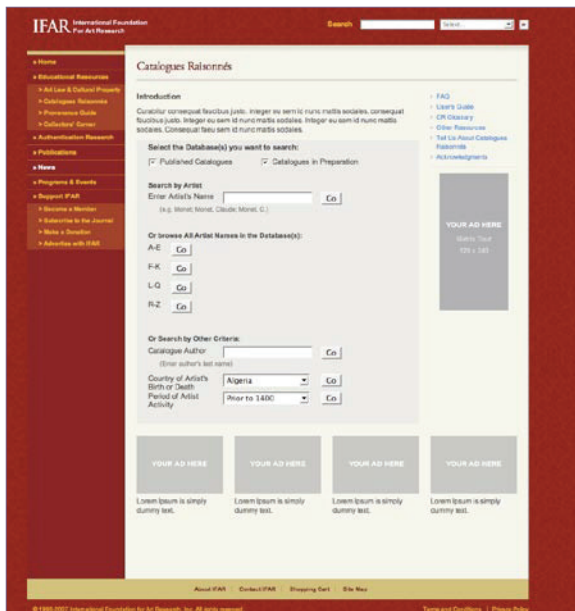 IFAR International Foundation
For Art Research
Search
Select...
» Home
» Educational Resources
> Art Law & Cultural Property
> Catalogues Raisonnés
> Provenance Guide
> Collectors' Corner
» Authentication Research
» Publications
» News
» Programs & Events
» Support IFAR
> Become a Member
> Subscribe to the Journal
> Make a Donation
> Advertise with IFAR
Catalogues Raisonnés
Introduction
Curabitur consequat faucibus justo. Integer eu sem id nunc mattis sodales, consequat
faucibus justo. Integer eu sem id nunc mattis sodales. Integer eu sem id nunc mattis
sodales. Consequat fasu sem id nunc mattis sodales.
Select the Database(s) you want to search:
Published Catalogues Catalogues in Preparation
Search by Artist
Enter Artist's Name Go
(e.g. Monet; Monet, Claude; Monet, C.)
Or browse All Artist Names in the Database(s):
A-E Go
F-K Go
L-Q Go
R-Z Go
Or Search by Other Criteria:
Catalogue Author Go
(Enter author's last name)
Country of Artist's
Birth or Death Algeria Go
Period of Artist
Activity Prior to 1400 Go
FAQ
User's Guide
CR Glossary
Other Resources
Tell Us About Catalogues
Raisonnés
Acknowledgments
YOUR AD HERE
YOUR AD HERE YOUR AD HERE YOUR AD HERE YOUR AD HERE
Lorem Ipsum is simply
dummy text.
Lorem Ipsum is simply
dummy text.
Lorem Ipsum is simply
dummy text.
Lorem Ipsum is simply
dummy text.
About IFAR | Contact IFAR | Shopping Cart | Site Map
International Foundation for Art Research, Inc. All rights reserved.
Terms and Conditions | Privacy Policy